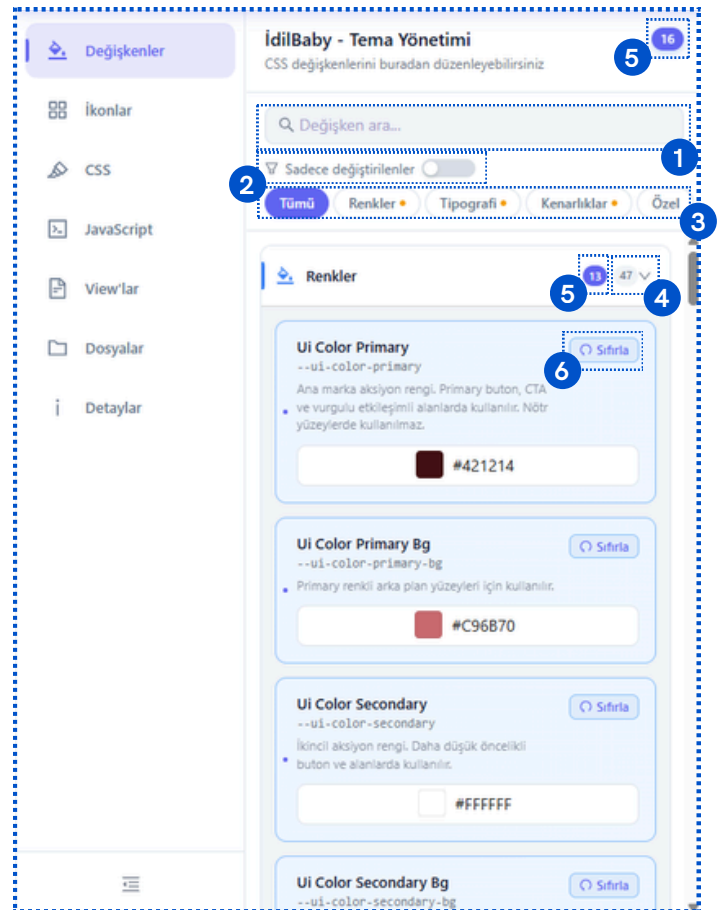 Değişkenler
İkonlar
CSS
JavaScript
View'lar
Dosyalar
Detaylar
İdilBaby - Tema Yönetimi
16
CSS değişkenlerini buradan düzenleyebilirsiniz
5
Değişken ara...
1
Sadece değiştirilenler
2
Tümü Renkler Tipografi Kenarlıklar Özel
3
Renkler 13 47
5 4
Ui Color Primary Sıfırla
--ui-color-primary
6
Ana marka aksiyon rengi. Primary buton, CTA
ve vurgulu etkileşimli alanlarda kullanılır. Nötr
yüzeylerde kullanılmaz.
#421214
Ui Color Primary Bg Sıfırla
--ui-color-primary-bg
Primary renkli arka plan yüzeyleri için kullanılır.
#C96B70
Ui Color Secondary Sıfırla
--ui-color-secondary
İkincil aksiyon rengi. Daha düşük öncelikli
buton ve alanlarda kullanılır.
#FFFFFF
Ui Color Secondary Bg Sıfırla
--ui-color-secondary-bg